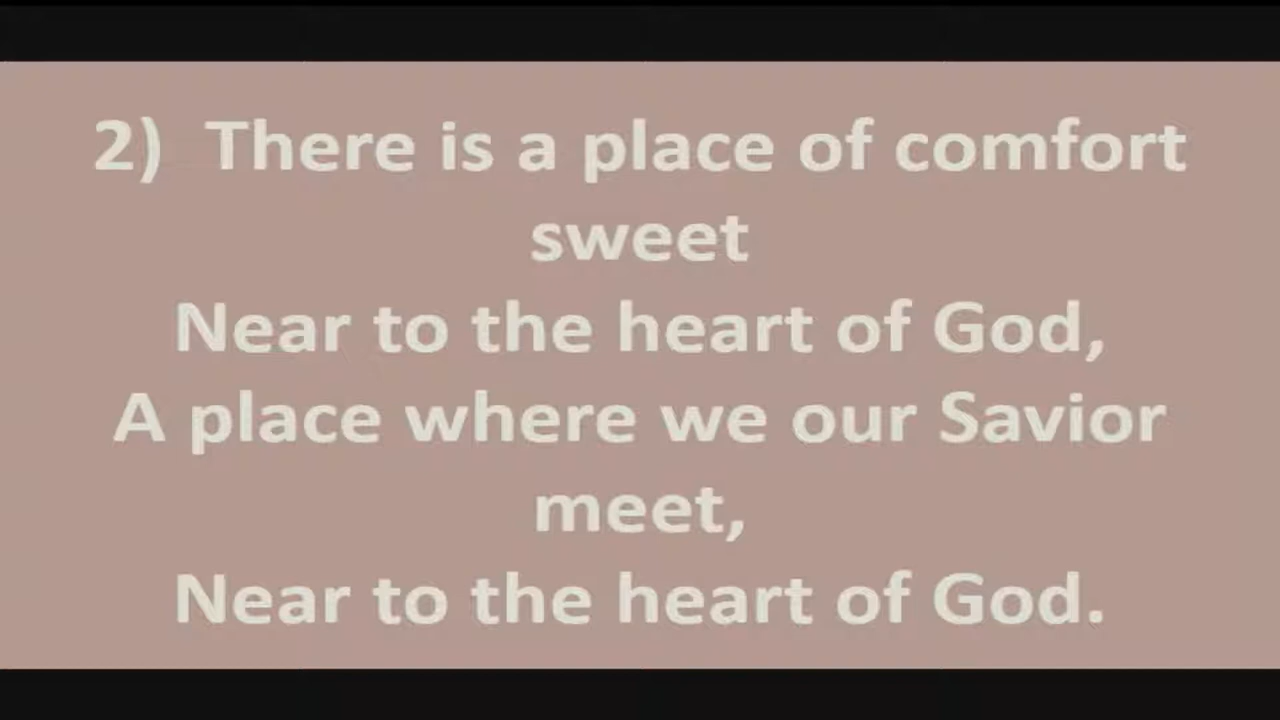 2) There is a place of comfort
sweet
Near to the heart of God,
A place where we our Savior
meet,
Near to the heart of God.